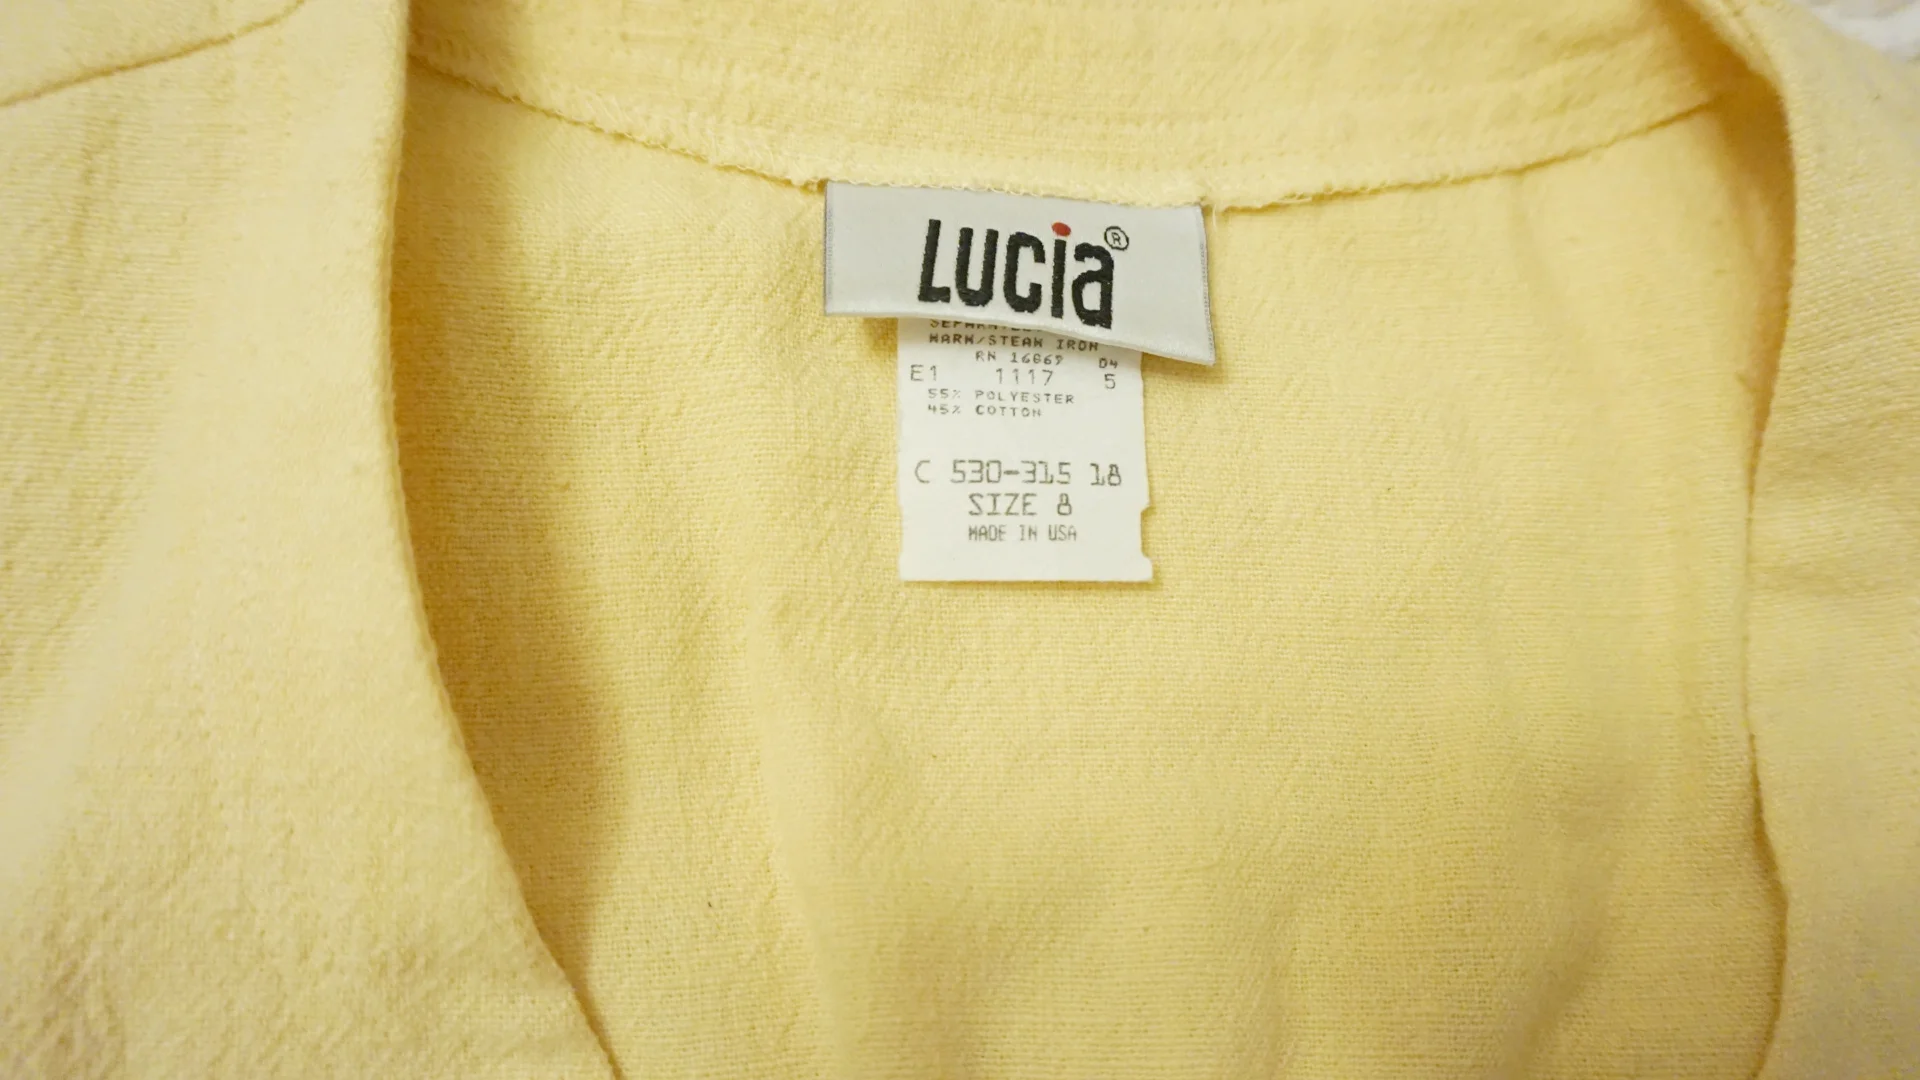 Lucia®
WARM/STEAM IRON
RN 16669 04
E1 1117 5
55% POLYESTER
45% COTTON
C 530-315 18
SIZE 8
MADE IN USA